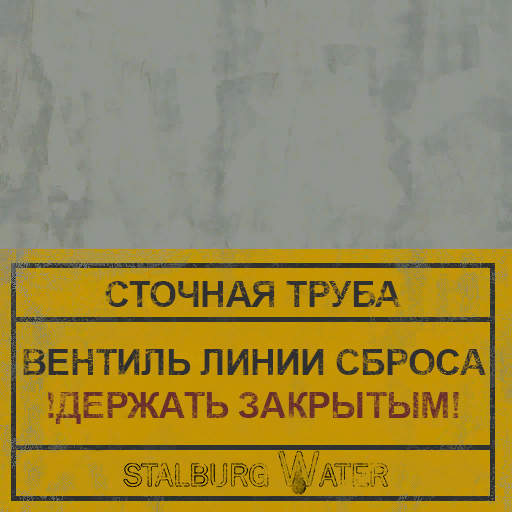 СТОЧНАЯ ТРУБА
ВЕНТИЛЬ ЛИНИИ СБРОСА
!ДЕРЖАТЬ ЗАКРЫТЫМ!
STALBURG WATER